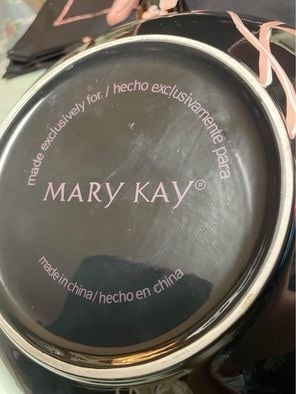 made exclusively for / hecho exclusivamente para
MARY KAY®
made in china / hecho en china